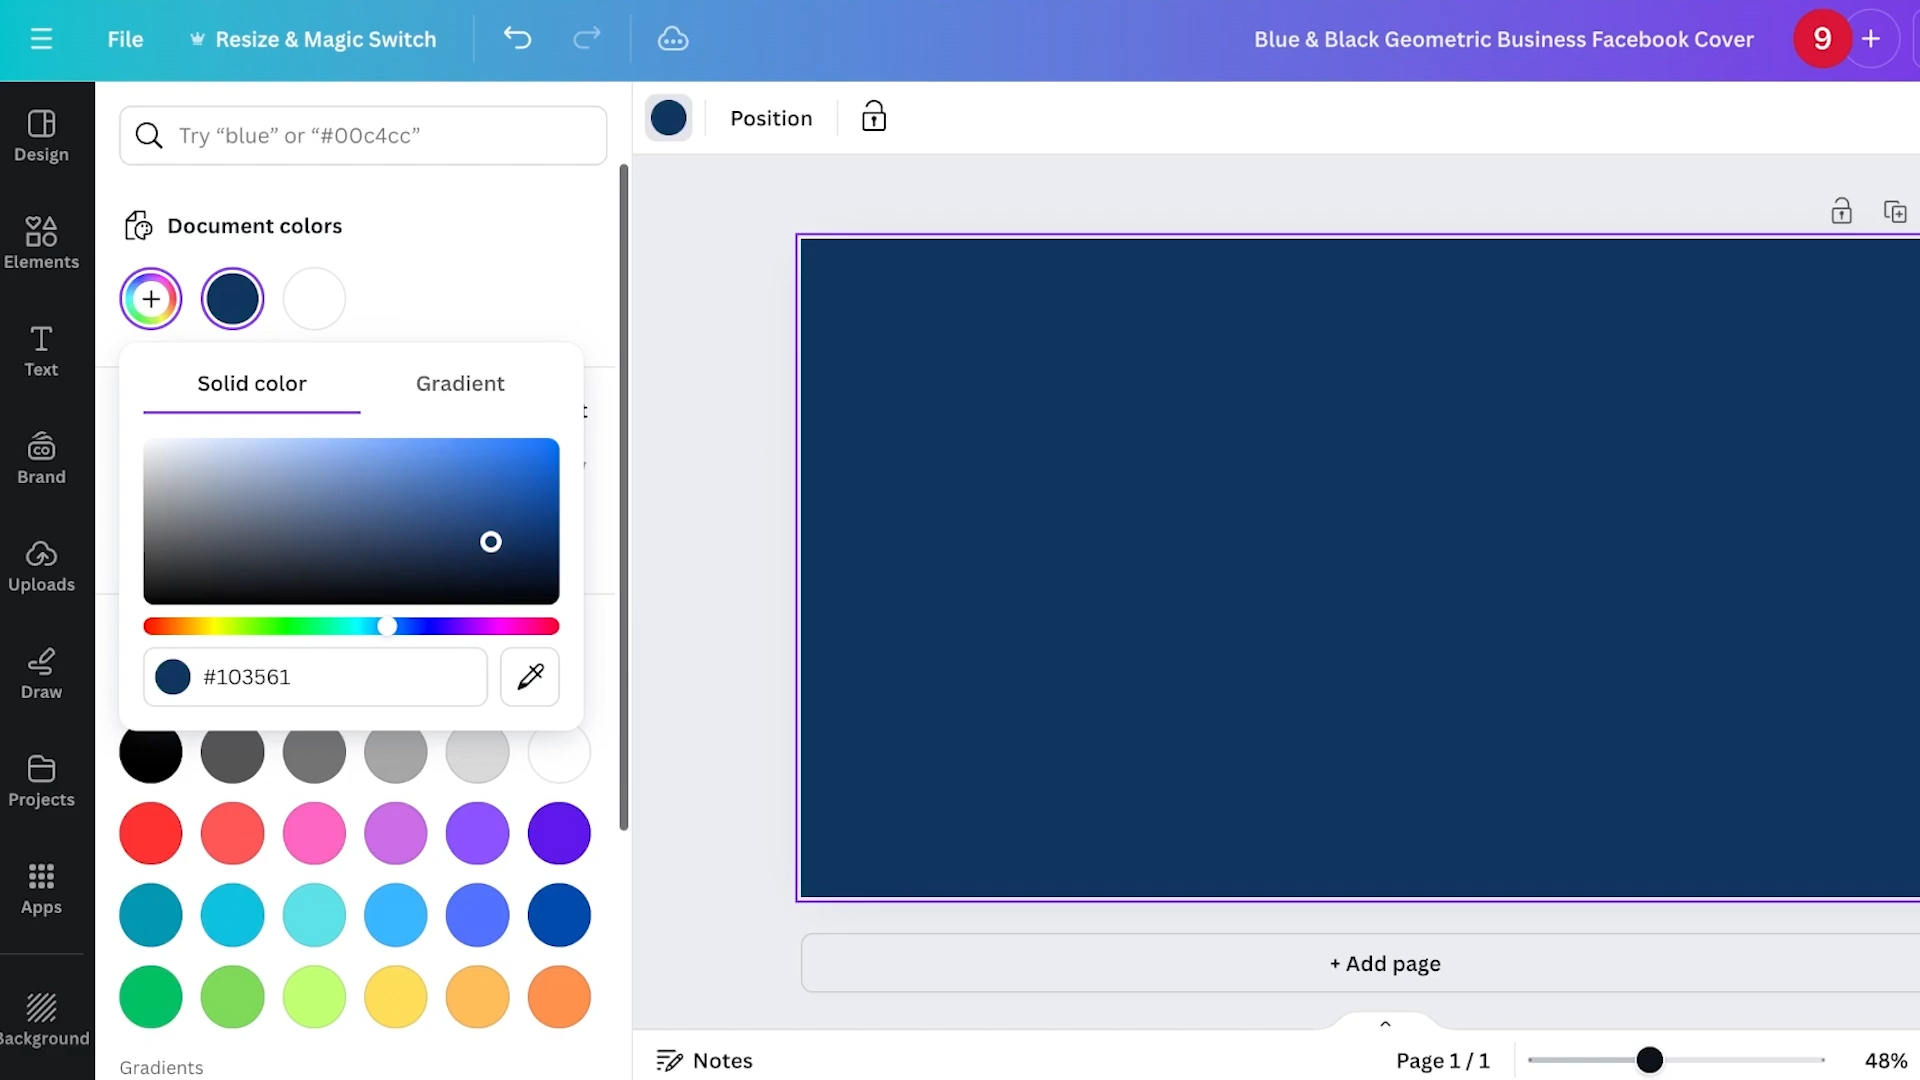 File
Resize & Magic Switch
Blue & Black Geometric Business Facebook Cover
9
Design
Elements
Text
Brand
CO
Uploads
Draw
Projects
Apps
Background
Try “blue” or “#00c4cc”
Document colors
Solid color
Gradient
#103561
Gradients
Position
+ Add page
Notes
Page 1 / 1
48%